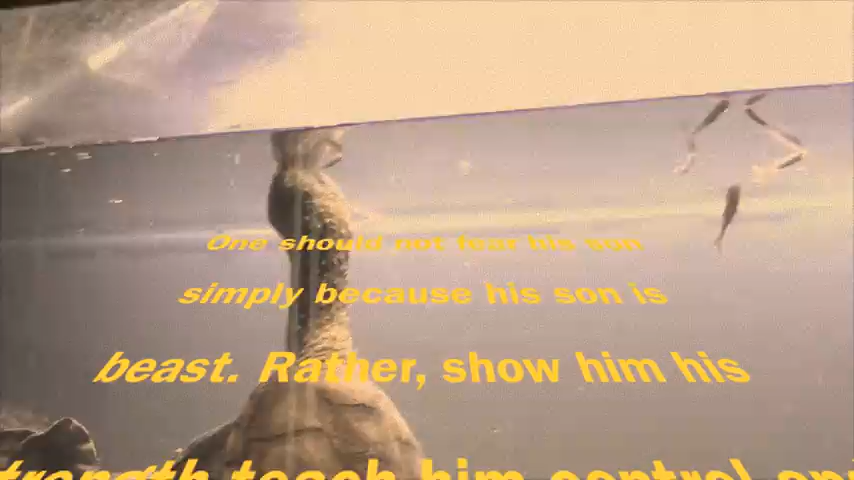 One should not fear his son
simply because his son is
beast. Rather, show him his
strength teach him control